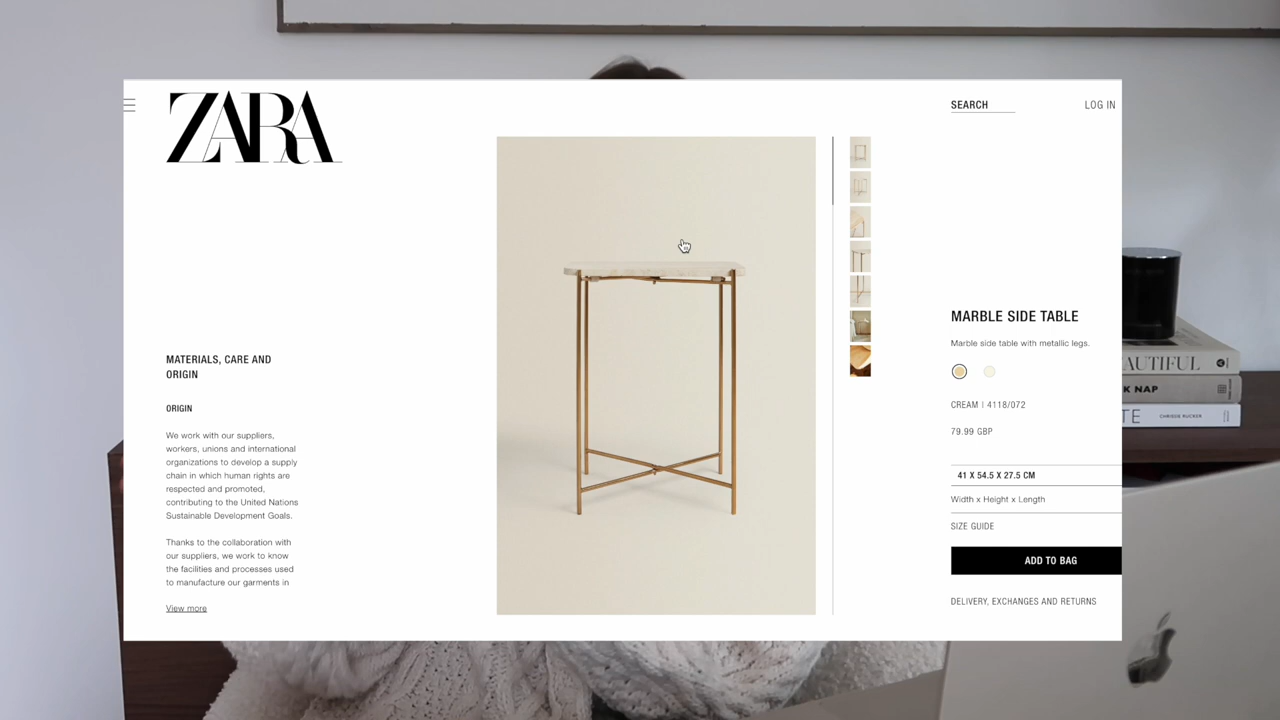 ZARA
SEARCH
LOG IN
MATERIALS, CARE AND
ORIGIN
ORIGIN
We work with our suppliers,
workers, unions and international
organizations to develop a supply
chain in which human rights are
respected and promoted,
contributing to the United Nations
Sustainable Development Goals.
Thanks to the collaboration with
our suppliers, we work to know
the facilities and processes used
to manufacture our garments in
View more
MARBLE SIDE TABLE
Marble side table with metallic legs.
CREAM | 4118/072
79.99 GBP
41 X 54.5 X 27.5 CM
Width x Height x Length
SIZE GUIDE
ADD TO BAG
DELIVERY, EXCHANGES AND RETURNS
AUTIFUL
K NAP
TE
CHRISSIE RUCKER